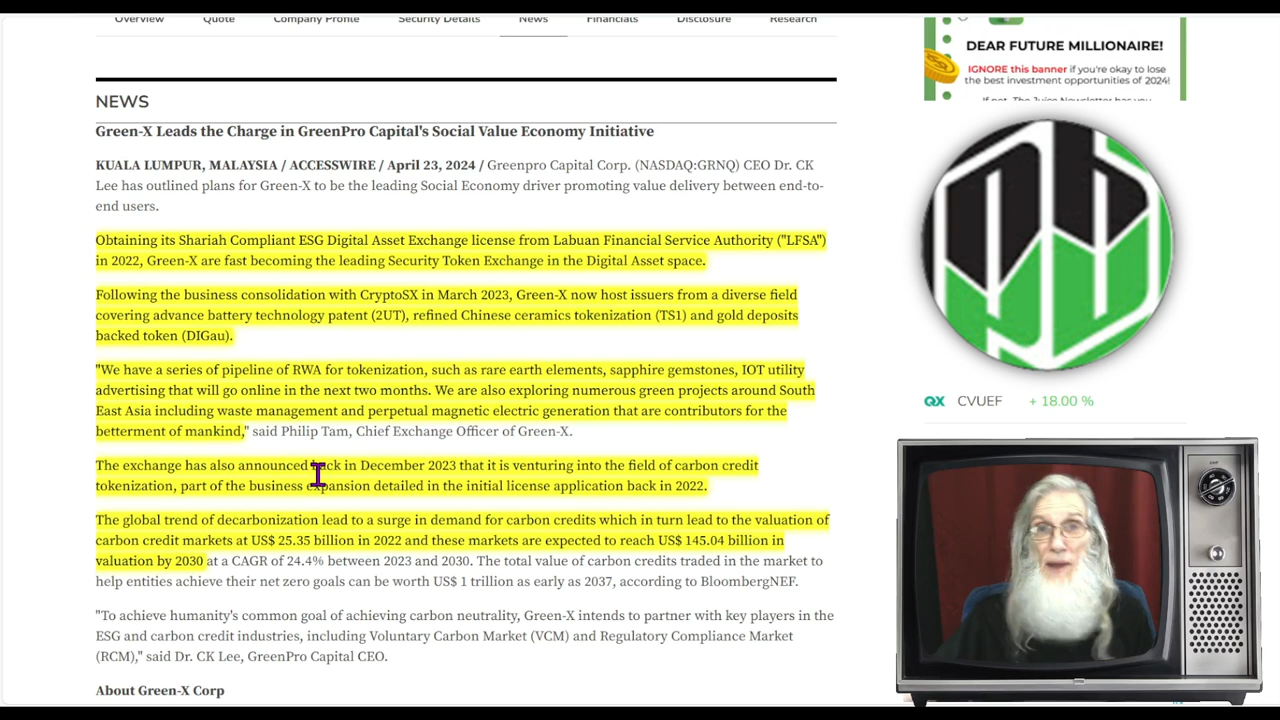 Overview Quote Company Profile Security Details News Financials Disclosure Research
NEWS
Green-X Leads the Charge in GreenPro Capital's Social Value Economy Initiative
KUALA LUMPUR, MALAYSIA / ACCESSWIRE / April 23, 2024 / Greenpro Capital Corp. (NASDAQ:GRNQ) CEO Dr. CK
Lee has outlined plans for Green-X to be the leading Social Economy driver promoting value delivery between end-to-
end users.
Obtaining its Shariah Compliant ESG Digital Asset Exchange license from Labuan Financial Service Authority ("LFSA")
in 2022, Green-X are fast becoming the leading Security Token Exchange in the Digital Asset space.
Following the business consolidation with CryptoSX in March 2023, Green-X now host issuers from a diverse field
covering advance battery technology patent (2UT), refined Chinese ceramics tokenization (TS1) and gold deposits
backed token (DIGau).
"We have a series of pipeline of RWA for tokenization, such as rare earth elements, sapphire gemstones, IOT utility
advertising that will go online in the next two months. We are also exploring numerous green projects around South
East Asia including waste management and perpetual magnetic electric generation that are contributors for the
betterment of mankind," said Philip Tam, Chief Exchange Officer of Green-X.
The exchange has also announced back in December 2023 that it is venturing into the field of carbon credit
tokenization, part of the business expansion detailed in the initial license application back in 2022.
The global trend of decarbonization lead to a surge in demand for carbon credits which in turn lead to the valuation of
carbon credit markets at US$ 25.35 billion in 2022 and these markets are expected to reach US$ 145.04 billion in
valuation by 2030 at a CAGR of 24.4% between 2023 and 2030. The total value of carbon credits traded in the market to
help entities achieve their net zero goals can be worth US$ 1 trillion as early as 2037, according to BloombergNEF.
"To achieve humanity's common goal of achieving carbon neutrality, Green-X intends to partner with key players in the
ESG and carbon credit industries, including Voluntary Carbon Market (VCM) and Regulatory Compliance Market
(RCM)," said Dr. CK Lee, GreenPro Capital CEO.
About Green-X Corp
DEAR FUTURE MILLIONAIRE!
IGNORE this banner if you're okay to lose
the best investment opportunities of 2024!
If not, The Juice Newsletter has you
QX CVUEF + 18.00 %